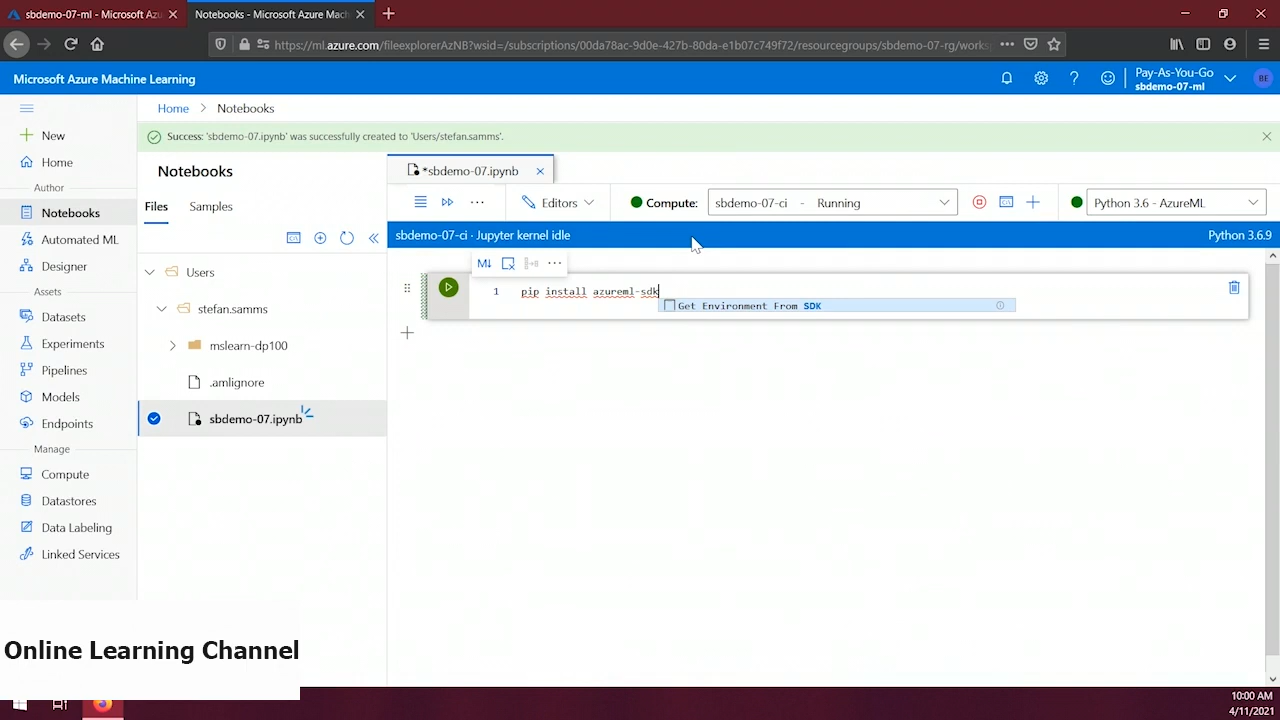 sbdemo-07-ml - Microsoft Azu
Notebooks - Microsoft Azure Mach
https://ml.azure.com/fileexplorerAzNB?wsid=/subscriptions/00da78ac-9d0e-427b-80da-e1b07c749f72/resourcegroups/sbdemo-07-rg/works
Microsoft Azure Machine Learning
Pay-As-You-Go
sbdemo-07-ml
BE
Home > Notebooks
Success: 'sbdemo-07.ipynb' was successfully created to 'Users/stefan.samms'.
New
Home
Author
Notebooks
Automated ML
Designer
Assets
Datasets
Experiments
Pipelines
Models
Endpoints
Manage
Compute
Datastores
Data Labeling
Linked Services
Notebooks
Files Samples
Users
stefan.samms
mslearn-dp100
.amlignore
sbdemo-07.ipynb
*sbdemo-07.ipynb
Editors
Compute: sbdemo-07-ci - Running
Python 3.6 - AzureML
sbdemo-07-ci · Jupyter kernel idle
Python 3.6.9
M↓
1 pip install azureml-sdk
Get Environment From SDK
Online Learning Channel
10:00 AM
4/11/2021